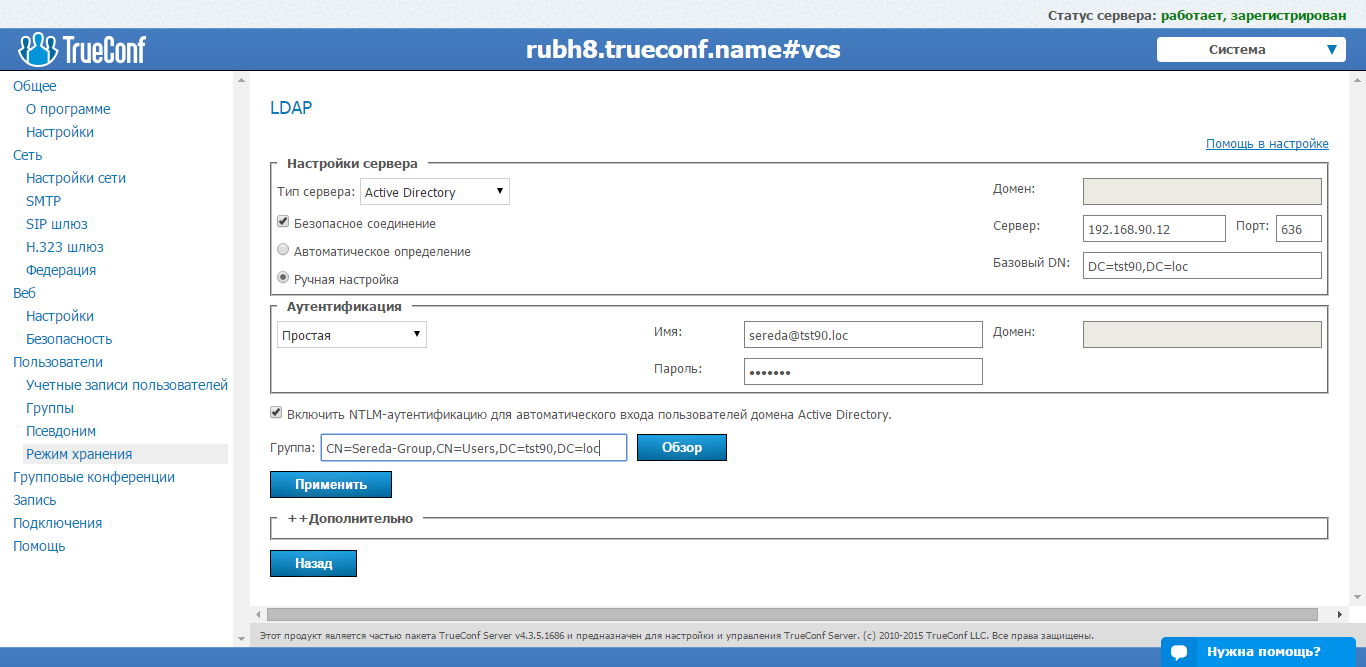 Статус сервера: работает, зарегистрирован
TrueConf
rubh8.trueconf.name#vcs
Система
Общее
О программе
Настройки
Сеть
Настройки сети
SMTP
SIP шлюз
H.323 шлюз
Федерация
Веб
Настройки
Безопасность
Пользователи
Учетные записи пользователей
Группы
Псевдоним
Режим хранения
Групповые конференции
Запись
Подключения
Помощь
LDAP
Помощь в настройке
Настройки сервера
Тип сервера: Active Directory
Безопасное соединение
Автоматическое определение
Ручная настройка
Домен:
Сервер: 192.168.90.12 Порт: 636
Базовый DN: DC=tst90,DC=loc
Аутентификация
Простая
Имя: sereda@tst90.loc
Домен:
Пароль: •••••••
Включить NTLM-аутентификацию для автоматического входа пользователей домена Active Directory.
Группа: CN=Sereda-Group,CN=Users,DC=tst90,DC=loc
Обзор
Применить
++Дополнительно
Назад
Этот продукт является частью пакета TrueConf Server v4.3.5.1686 и предназначен для настройки и управления TrueConf Server. (c) 2010-2015 TrueConf LLC. Все права защищены.
Нужна помощь?